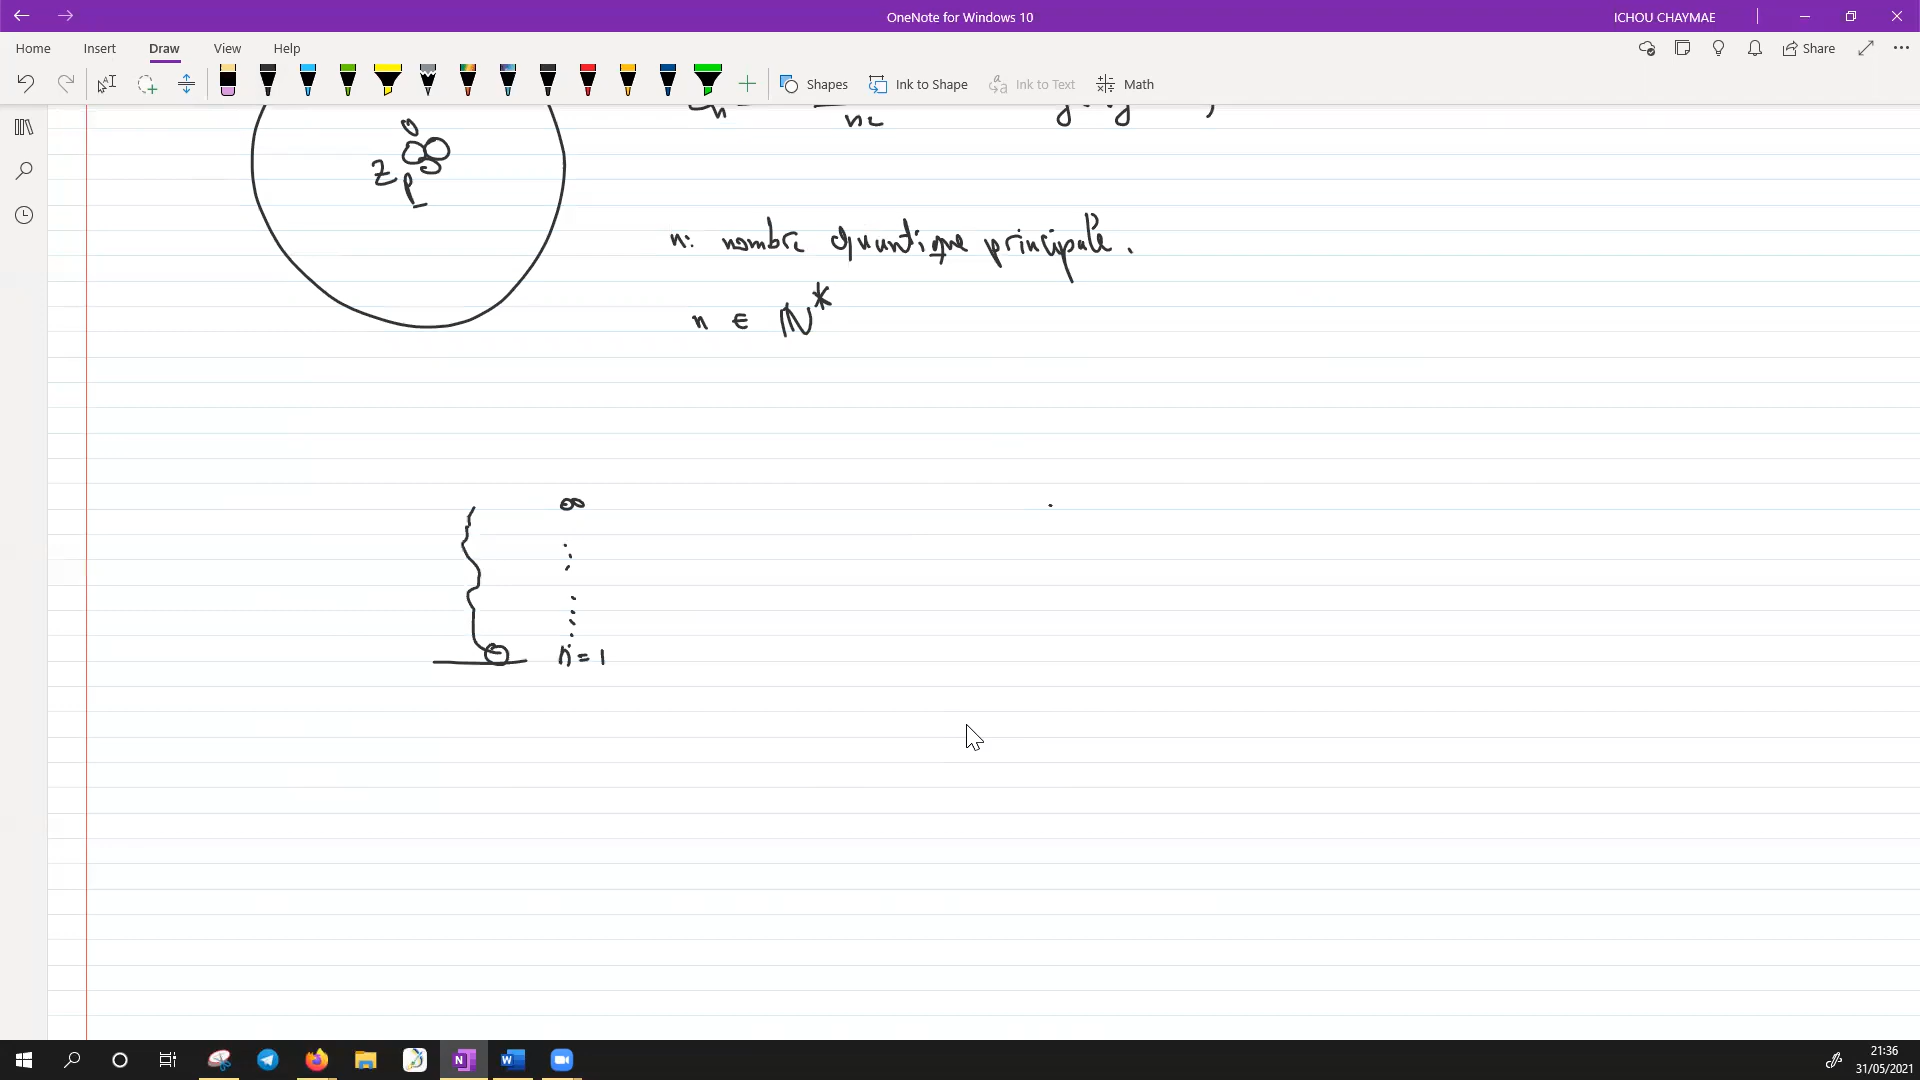 OneNote for Windows 10
ICHOU CHAYMAE
Home Insert Draw View Help
Share
Shapes Ink to Shape Ink to Text Math
n n²
Z P
n: nombre quantique principale.
n ∈ ℕ*
∞
n = 1
21:36
31/05/2021